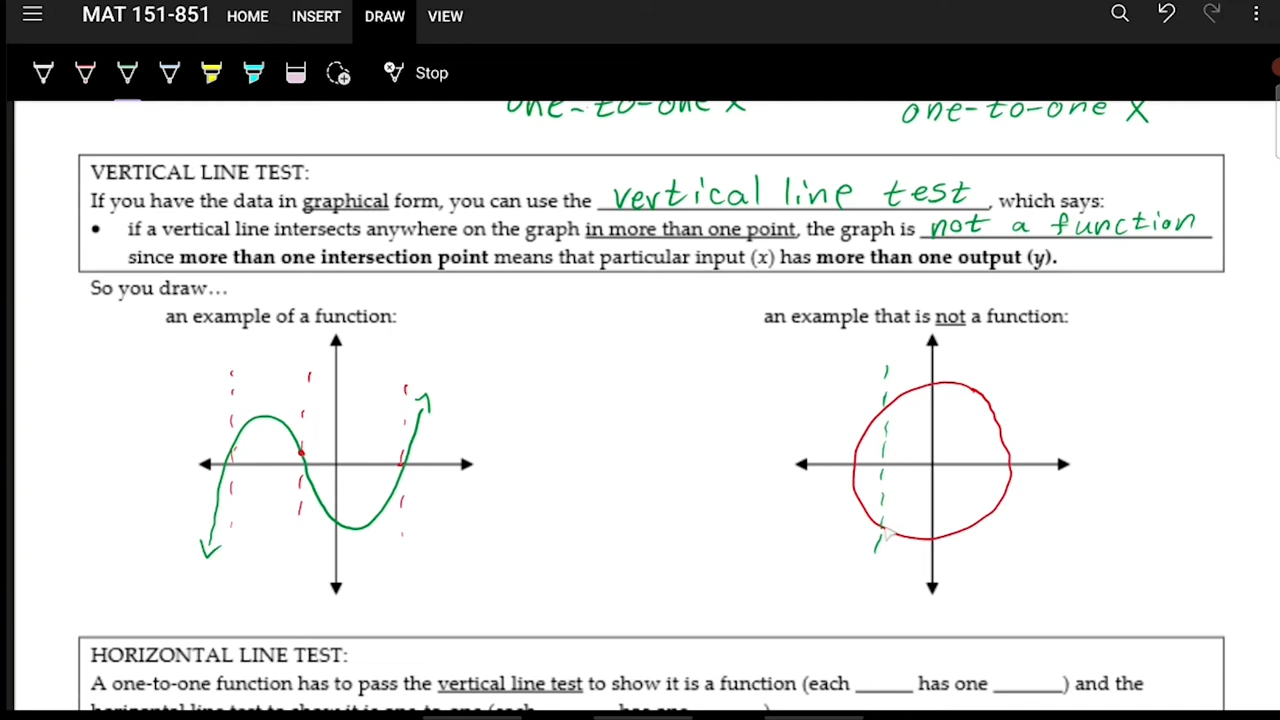 MAT 151-851 HOME INSERT DRAW VIEW
Stop
one-to-one X one-to-one X
VERTICAL LINE TEST:
If you have the data in graphical form, you can use the vertical line test, which says:
• if a vertical line intersects anywhere on the graph in more than one point, the graph is not a function
since more than one intersection point means that particular input (x) has more than one output (y).
So you draw…
an example of a function: an example that is not a function:
HORIZONTAL LINE TEST:
A one-to-one function has to pass the vertical line test to show it is a function (each _____ has one ______) and the